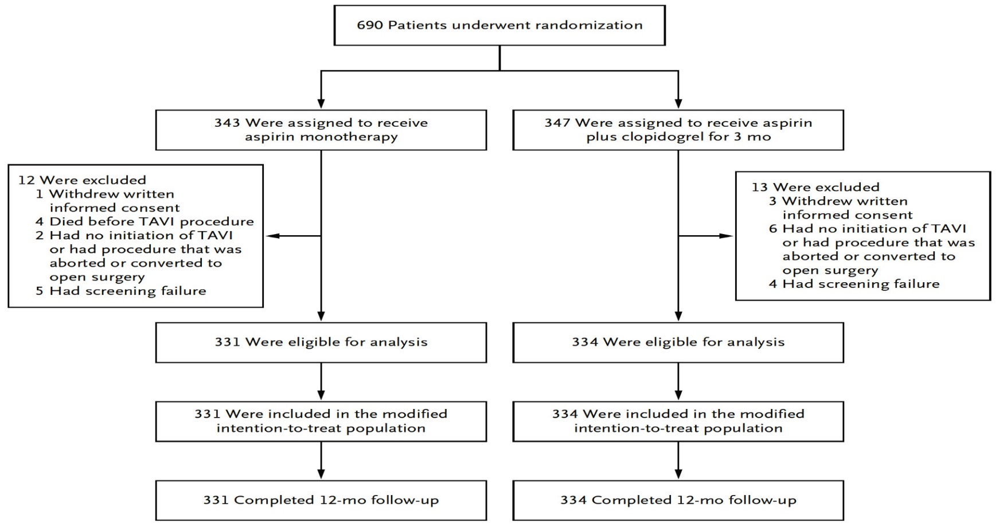 690 Patients underwent randomization
343 Were assigned to receive
aspirin monotherapy
347 Were assigned to receive aspirin
plus clopidogrel for 3 mo
12 Were excluded
1 Withdrew written
informed consent
4 Died before TAVI procedure
2 Had no initiation of TAVI
or had procedure that was
aborted or converted to
open surgery
5 Had screening failure
13 Were excluded
3 Withdrew written
informed consent
6 Had no initiation of TAVI
or had procedure that was
aborted or converted to
open surgery
4 Had screening failure
331 Were eligible for analysis
334 Were eligible for analysis
331 Were included in the modified
intention-to-treat population
334 Were included in the modified
intention-to-treat population
331 Completed 12-mo follow-up
334 Completed 12-mo follow-up